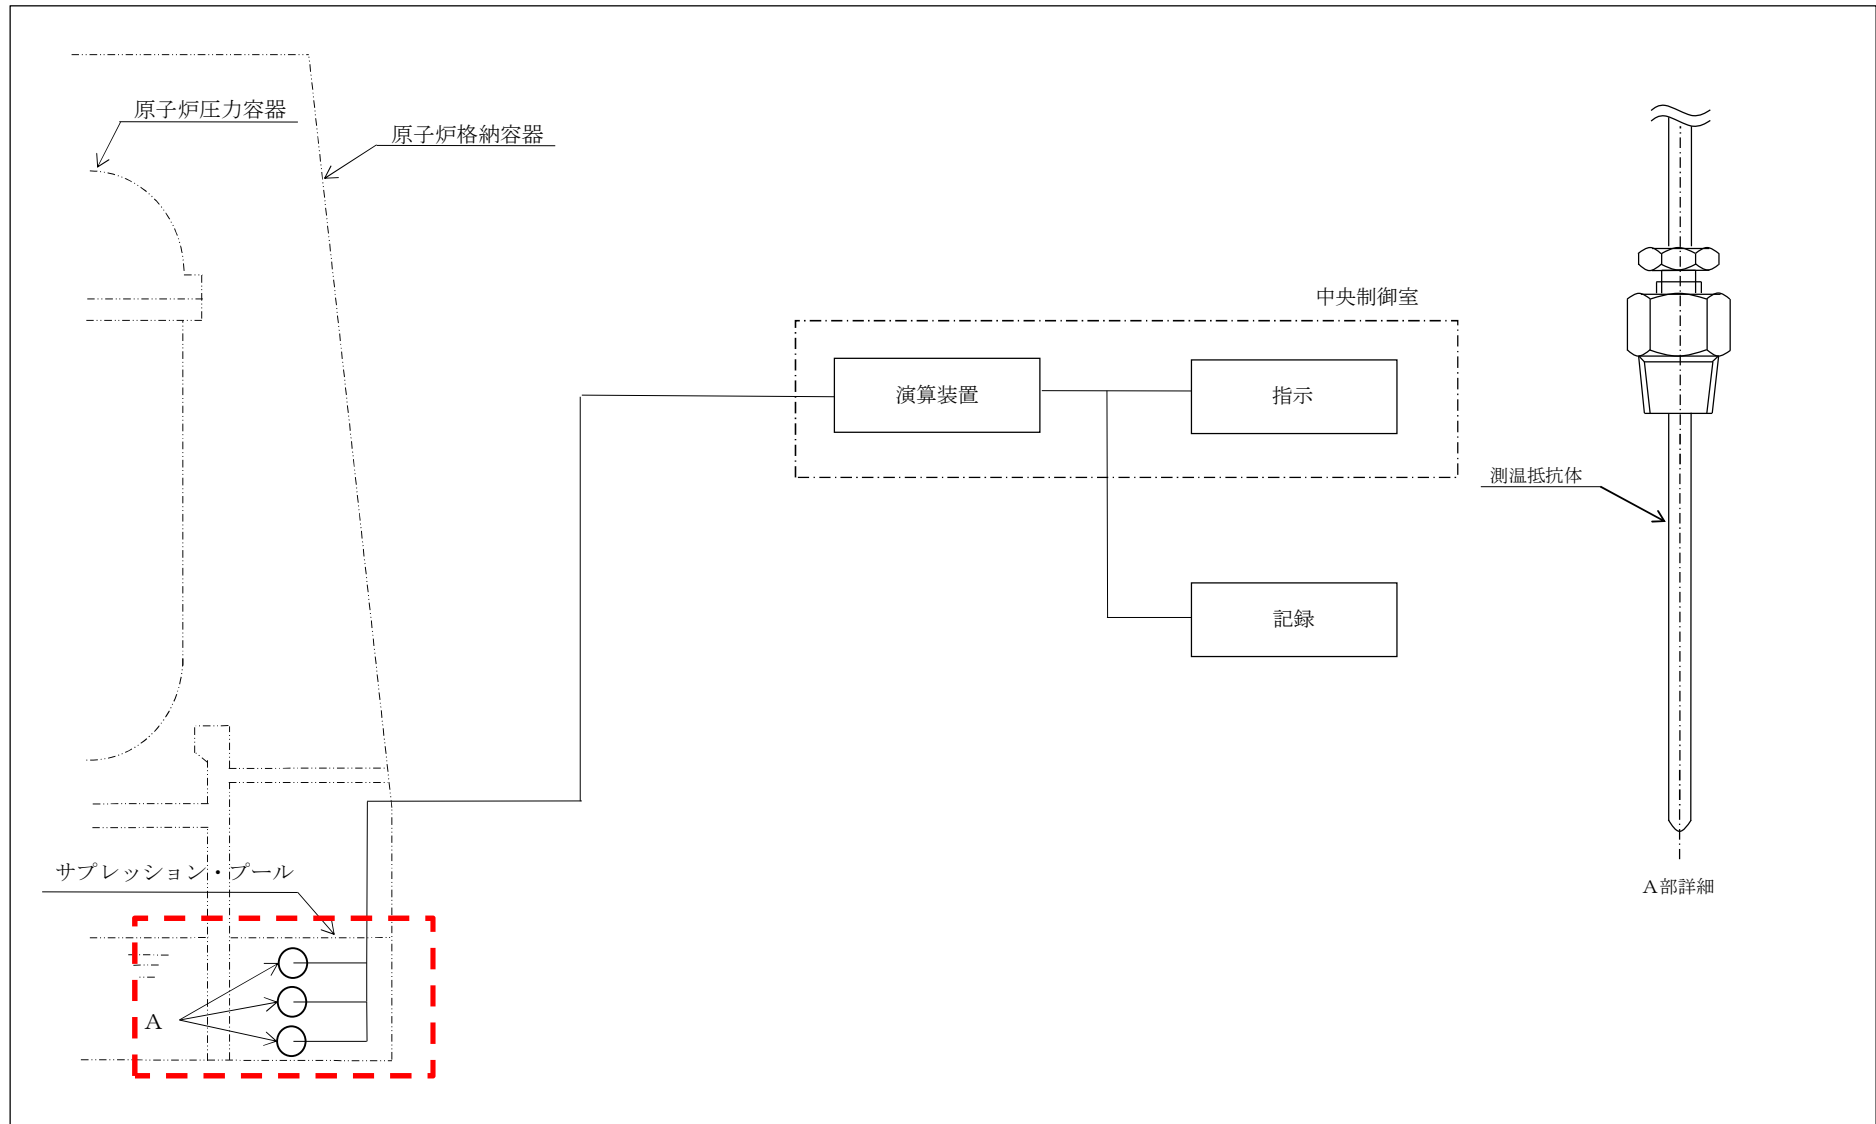 原子炉圧力容器
原子炉格納容器
中央制御室
演算装置
指示
測温抵抗体
記録
サプレッション・プール
A部詳細
A